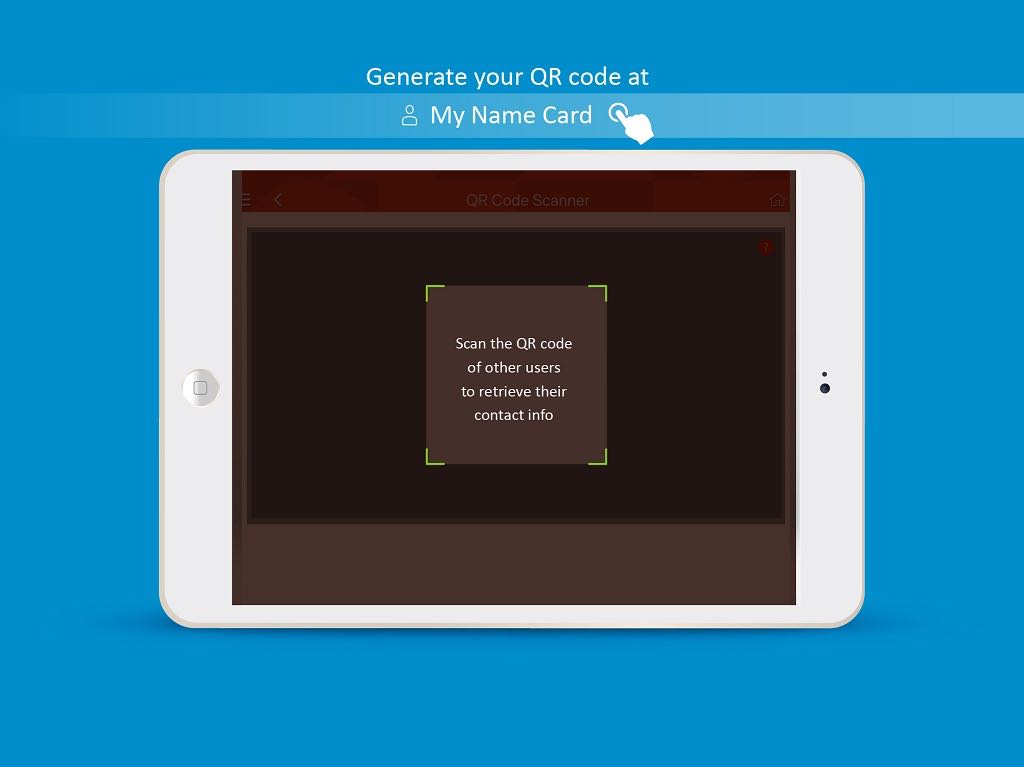 Generate your QR code at
My Name Card
QR Code Scanner
?
Scan the QR code
of other users
to retrieve their
contact info